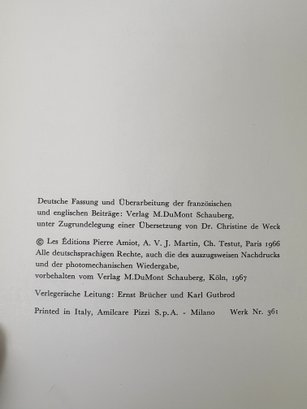 Deutsche Fassung und Überarbeitung der französischen
und englischen Beiträge: Verlag M.DuMont Schauberg,
unter Zugrundelegung einer Übersetzung von Dr. Christine de Weck
© Les Éditions Pierre Amiot, A. V. J. Martin, Ch. Testut, Paris 1966
Alle deutschsprachigen Rechte, auch die des auszugsweisen Nachdrucks
und der photomechanischen Wiedergabe,
vorbehalten vom Verlag M.DuMont Schauberg, Köln, 1967
Verlegerische Leitung: Ernst Brücher und Karl Gutbrod
Printed in Italy, Amilcare Pizzi S.p.A. - Milano Werk Nr. 361